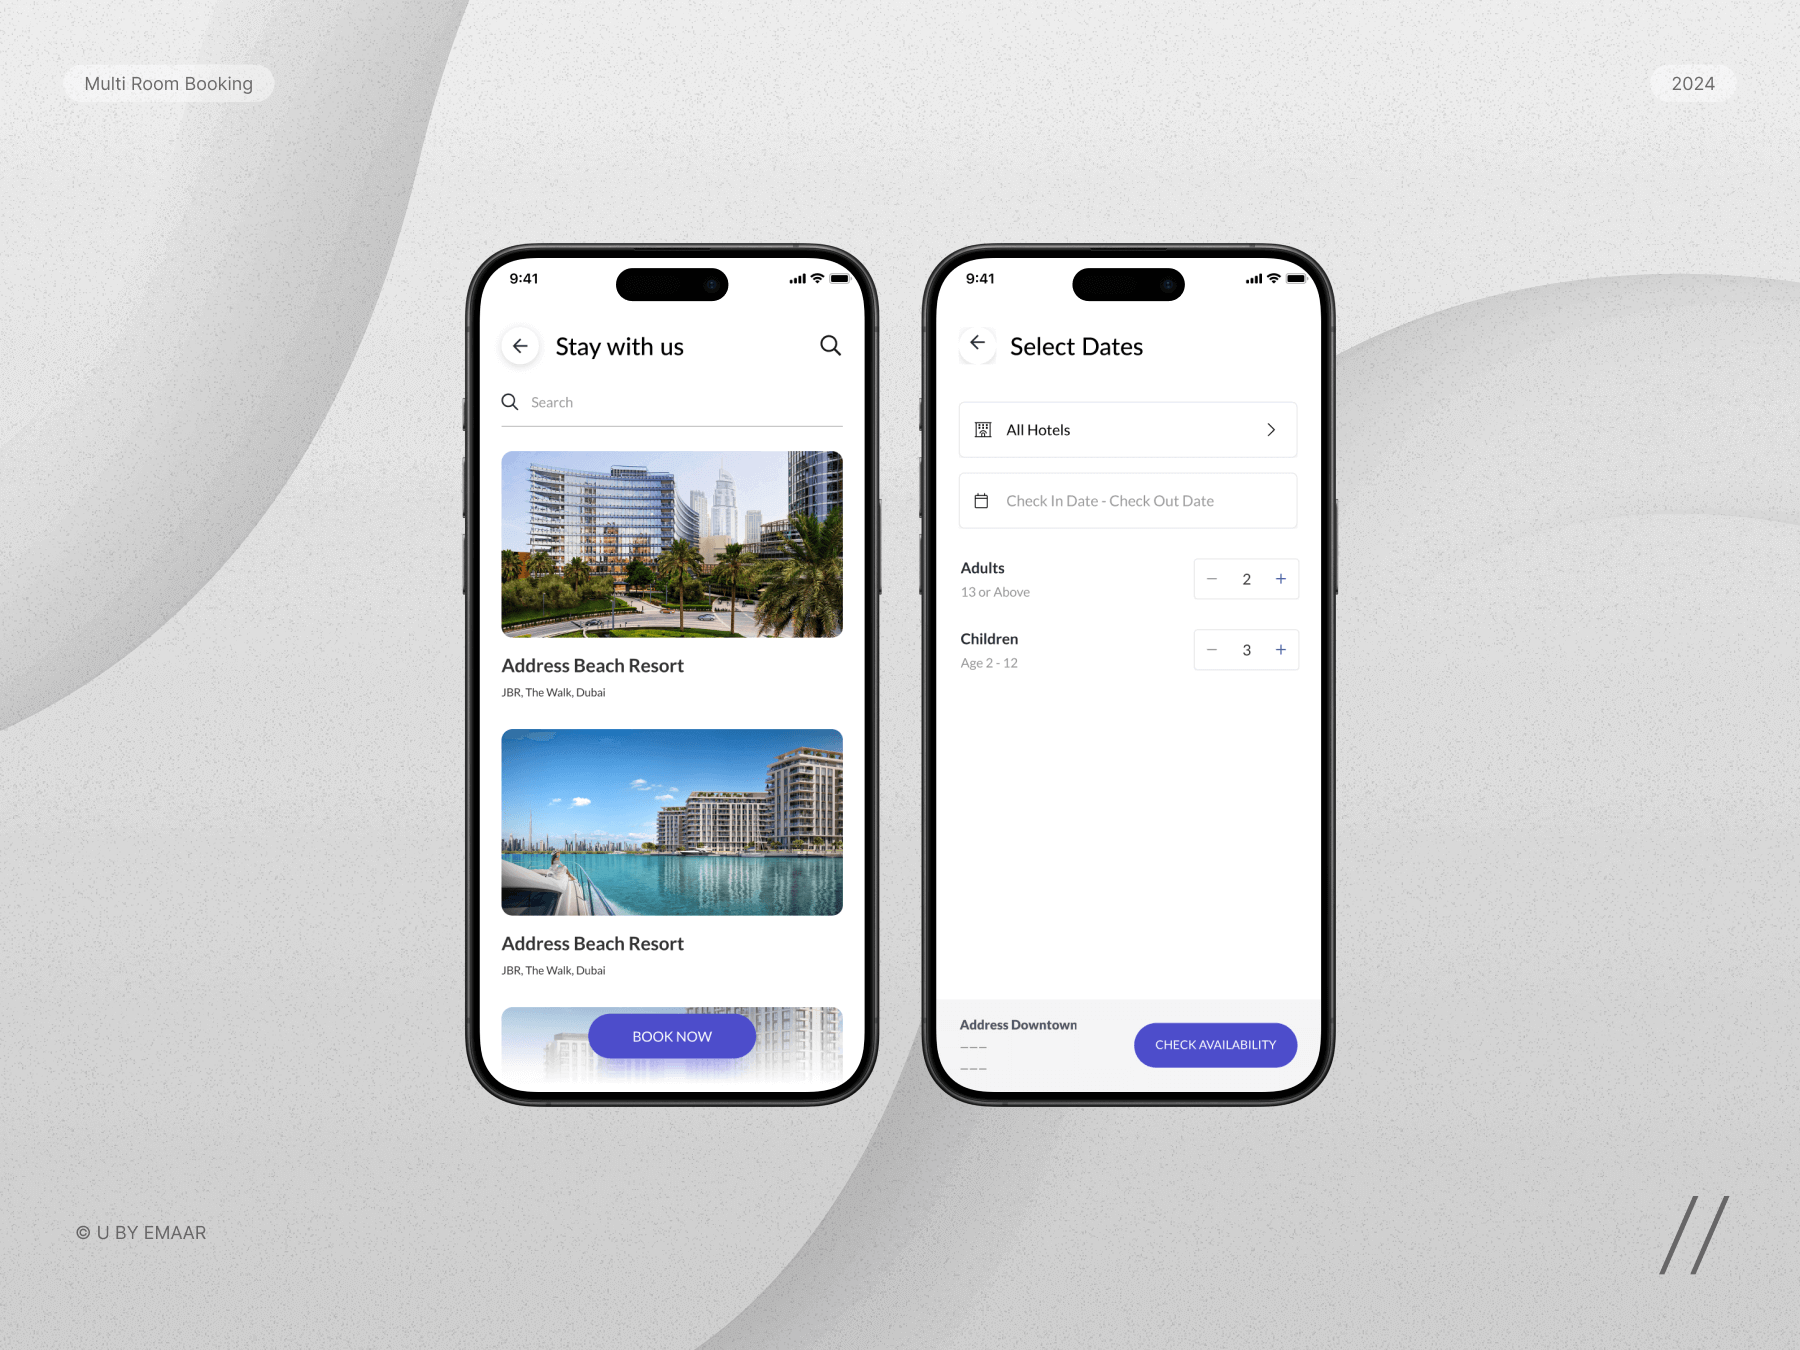 Multi Room Booking
2024
9:41
Stay with us
Search
Address Beach Resort
JBR, The Walk, Dubai
Address Beach Resort
JBR, The Walk, Dubai
BOOK NOW
9:41
Select Dates
All Hotels
Check In Date - Check Out Date
Adults
13 or Above
− 2 +
Children
Age 2 - 12
− 3 +
Address Downtown
–––
–––
CHECK AVAILABILITY
© U BY EMAAR